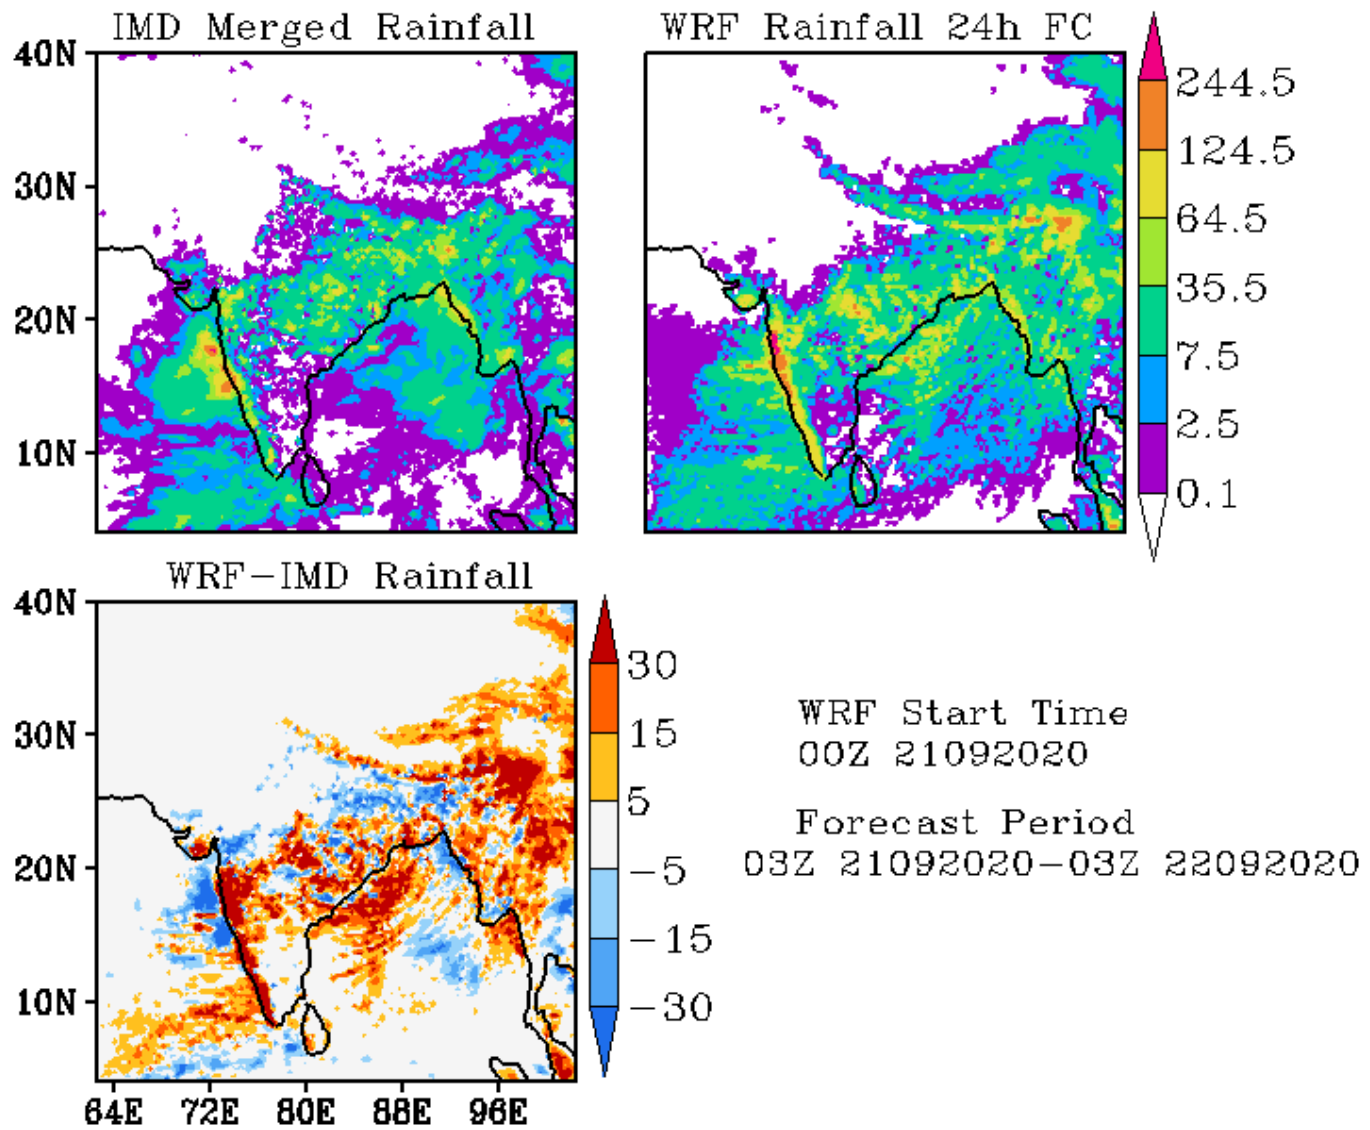 IMD Merged Rainfall
WRF Rainfall 24h FC
40N
30N
20N
10N
244.5
124.5
64.5
35.5
7.5
2.5
0.1
WRF-IMD Rainfall
40N
30N
20N
10N
64E 72E 80E 88E 96E
30
15
5
-5
-15
-30
WRF Start Time
00Z 21092020
Forecast Period
03Z 21092020-03Z 22092020